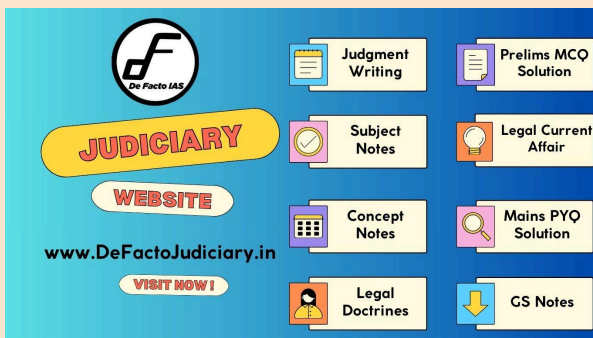 De Facto IAS
JUDICIARY
WEBSITE
www.DeFactoJudiciary.in
VISIT NOW !
Judgment
Writing
Prelims MCQ
Solution
Subject
Notes
Legal Current
Affair
Concept
Notes
Mains PYQ
Solution
Legal
Doctrines
GS Notes